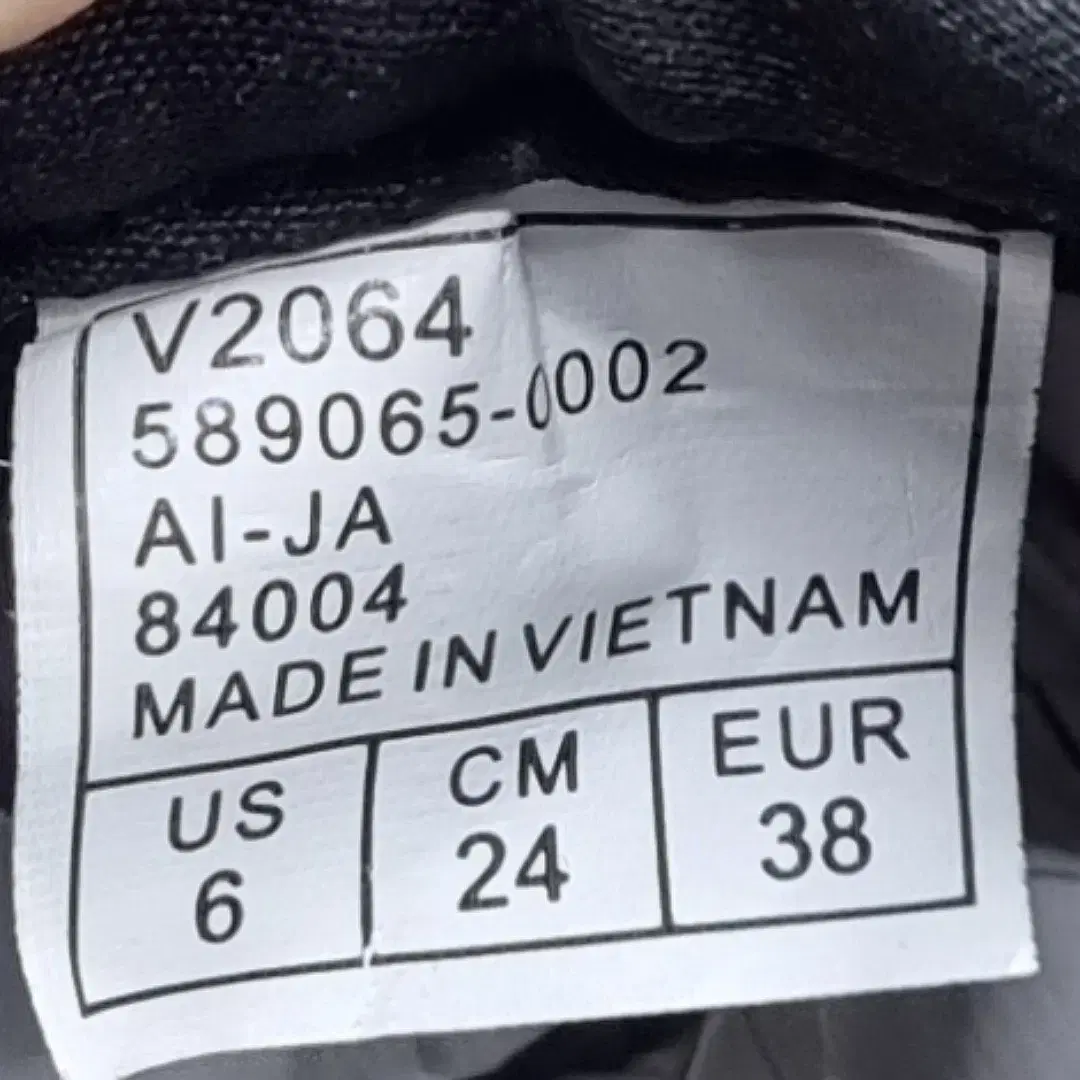 V2064
589065-0002
AI-JA
84004
MADE IN VIETNAM
US CM EUR
6 24 38